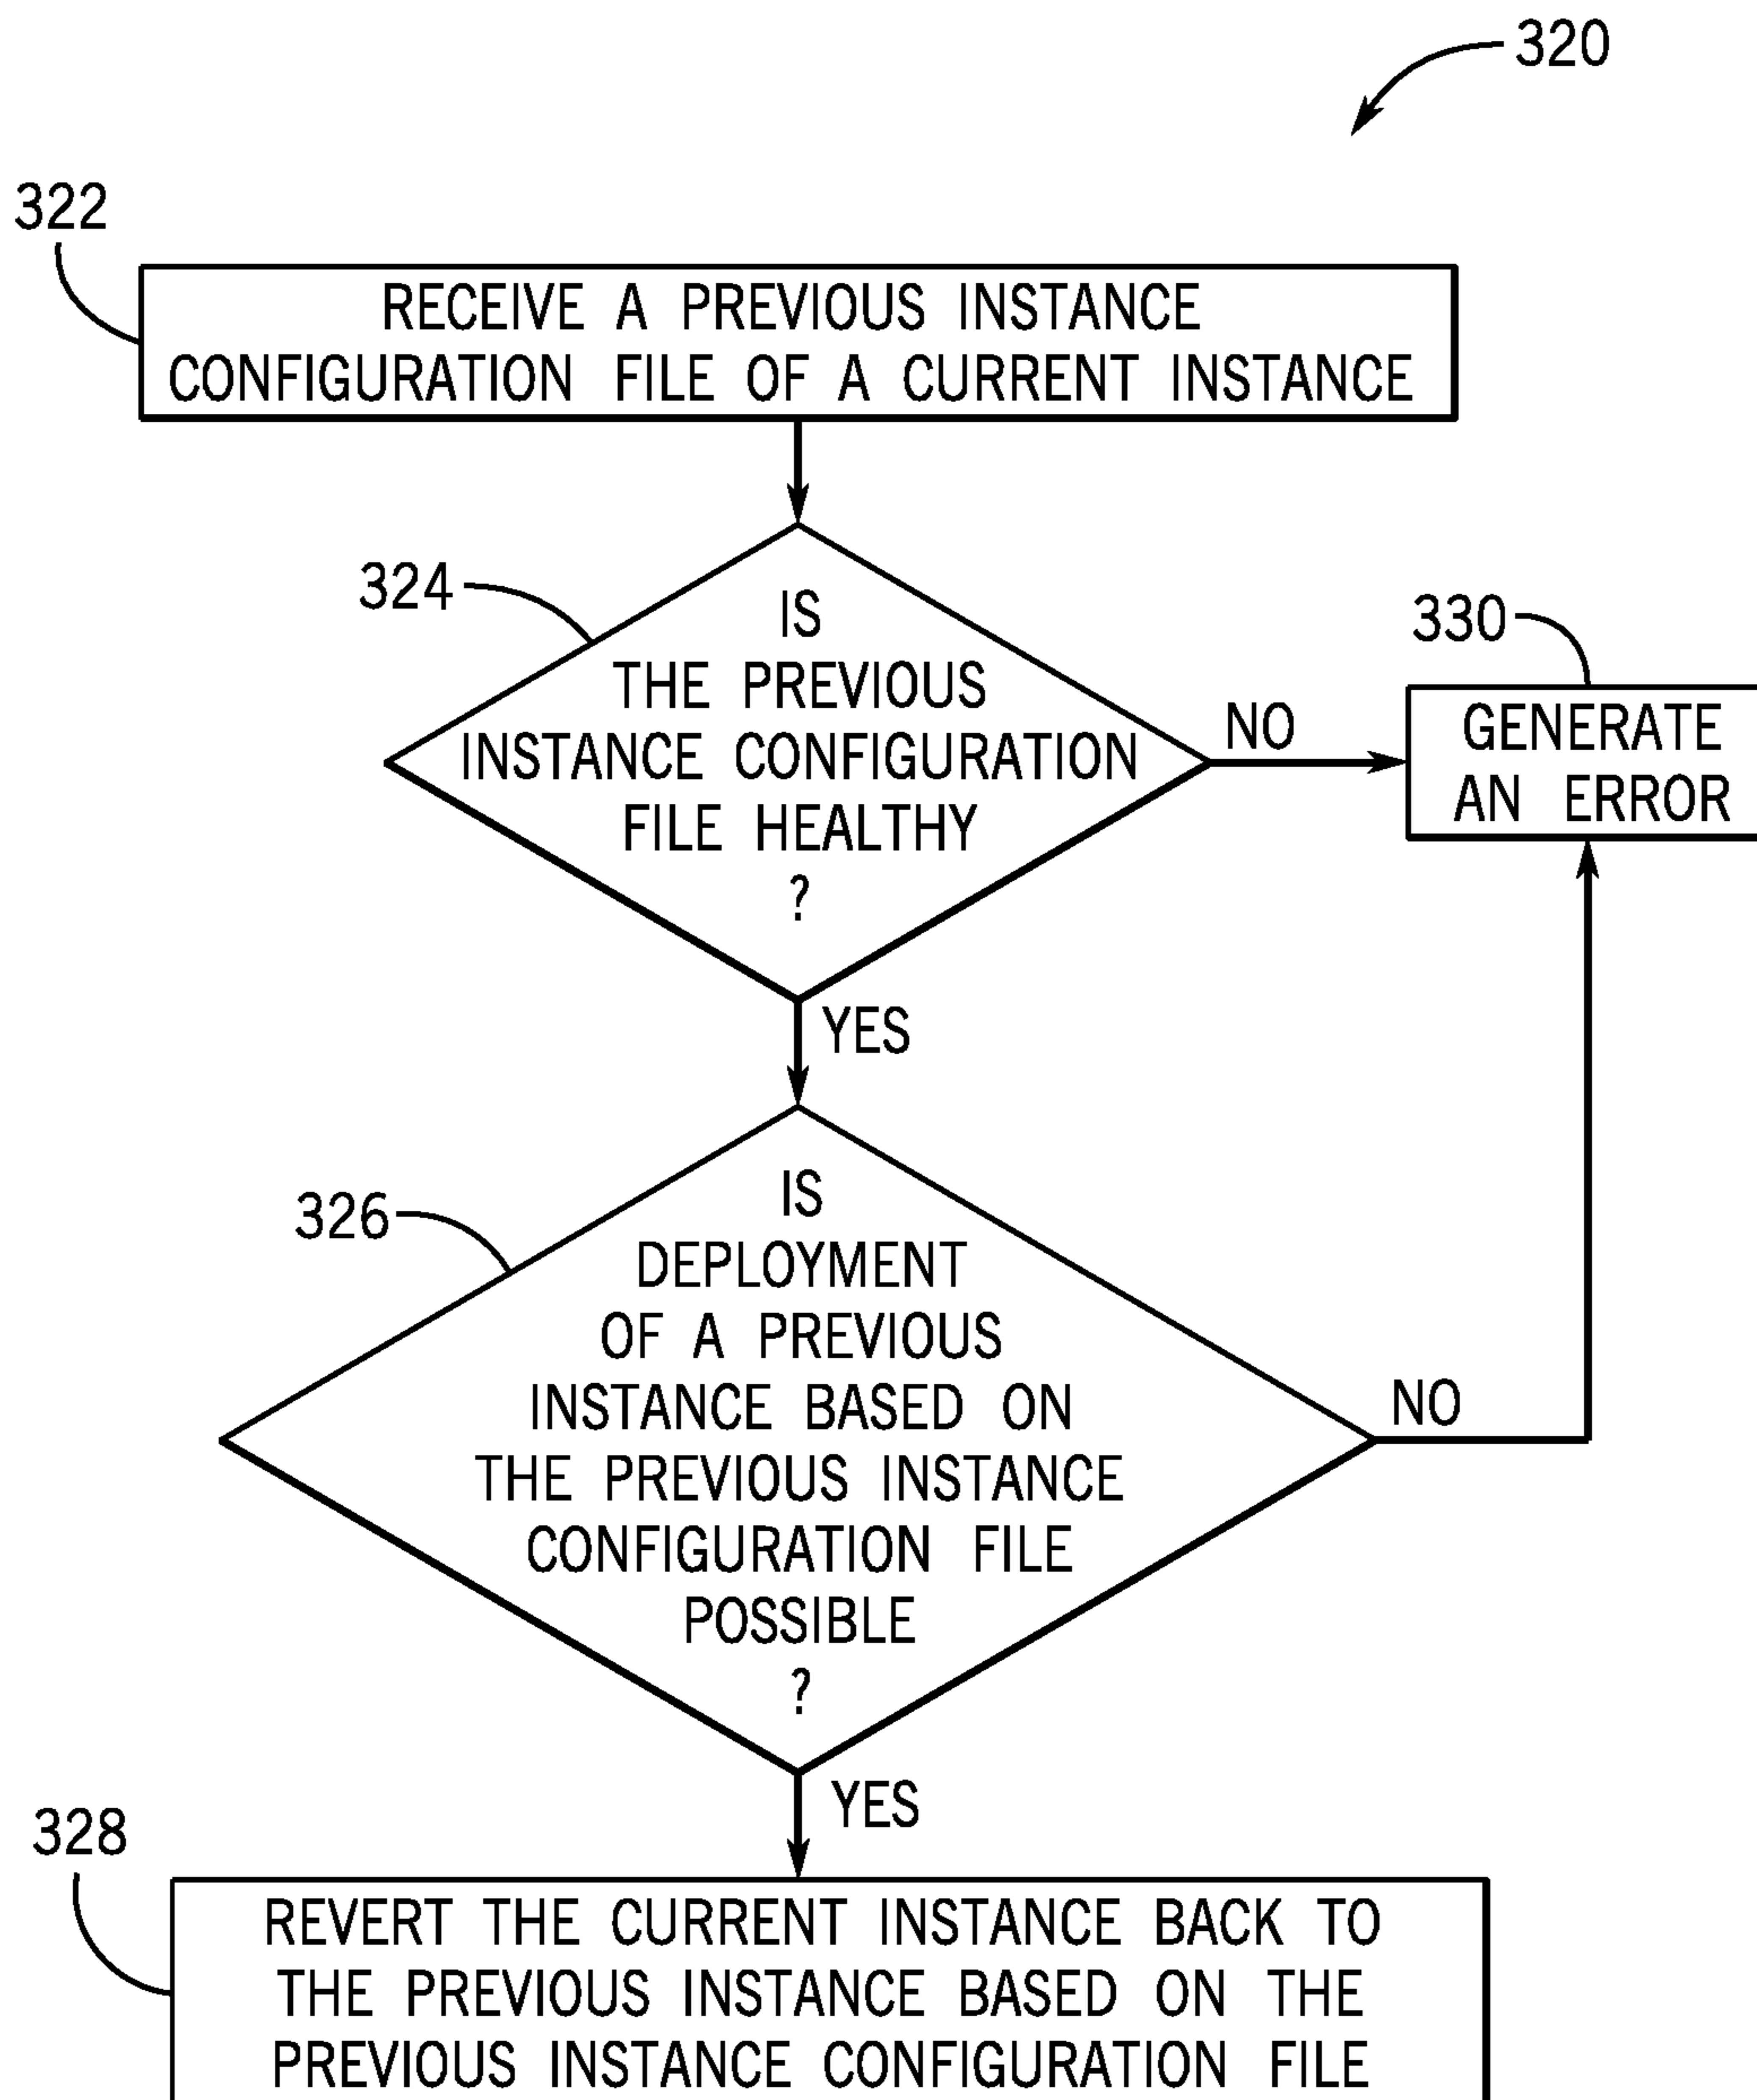 320
322
RECEIVE A PREVIOUS INSTANCE
CONFIGURATION FILE OF A CURRENT INSTANCE
324
IS
THE PREVIOUS
INSTANCE CONFIGURATION
FILE HEALTHY
?
NO
330
GENERATE
AN ERROR
YES
326
IS
DEPLOYMENT
OF A PREVIOUS
INSTANCE BASED ON
THE PREVIOUS INSTANCE
CONFIGURATION FILE
POSSIBLE
?
NO
YES
328
REVERT THE CURRENT INSTANCE BACK TO
THE PREVIOUS INSTANCE BASED ON THE
PREVIOUS INSTANCE CONFIGURATION FILE